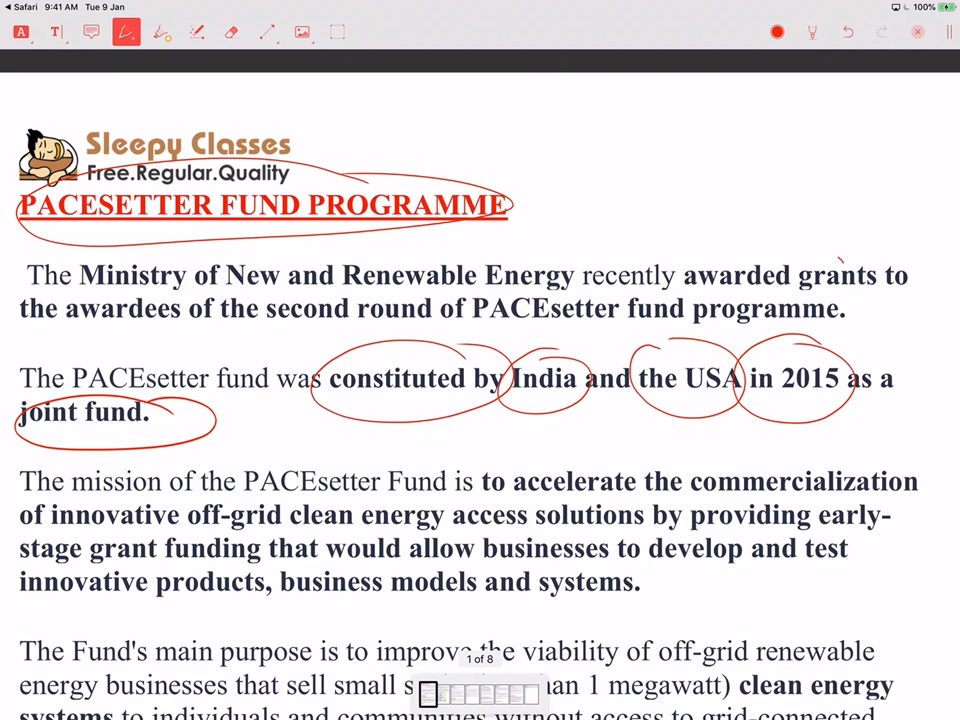 Safari 9:41 AM Tue 9 Jan 100%
A T
Sleepy Classes
Free.Regular.Quality
PACESETTER FUND PROGRAMME
The Ministry of New and Renewable Energy recently awarded grants to
the awardees of the second round of PACEsetter fund programme.
The PACEsetter fund was constituted by India and the USA in 2015 as a
joint fund.
The mission of the PACEsetter Fund is to accelerate the commercialization
of innovative off-grid clean energy access solutions by providing early-
stage grant funding that would allow businesses to develop and test
innovative products, business models and systems.
The Fund's main purpose is to improve the viability of off-grid renewable
1 of 8
energy businesses that sell small 1 megawatt) clean energy
systems to individuals and communities without access to grid-connected